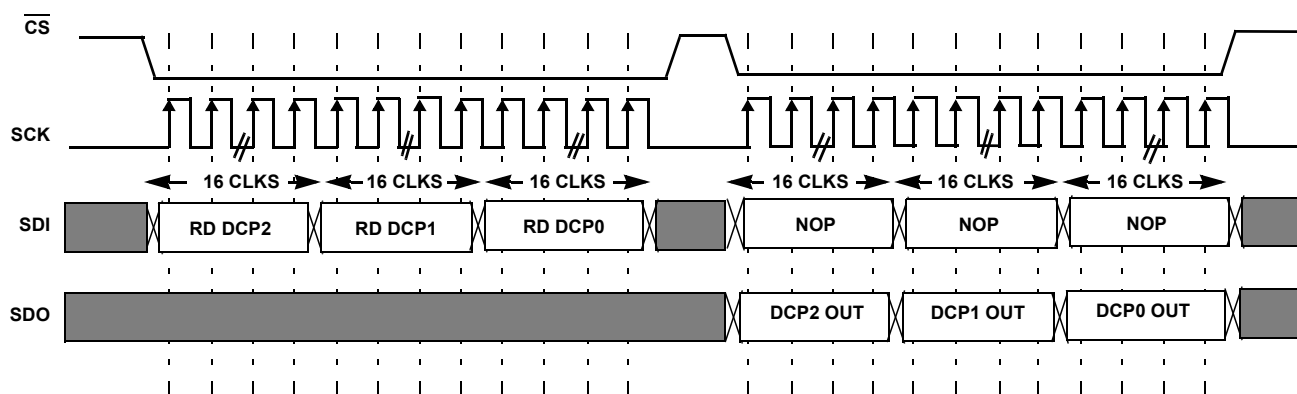 CS
SCK
16 CLKS 16 CLKS 16 CLKS 16 CLKS 16 CLKS 16 CLKS
SDI RD DCP2 RD DCP1 RD DCP0 NOP NOP NOP
SDO DCP2 OUT DCP1 OUT DCP0 OUT